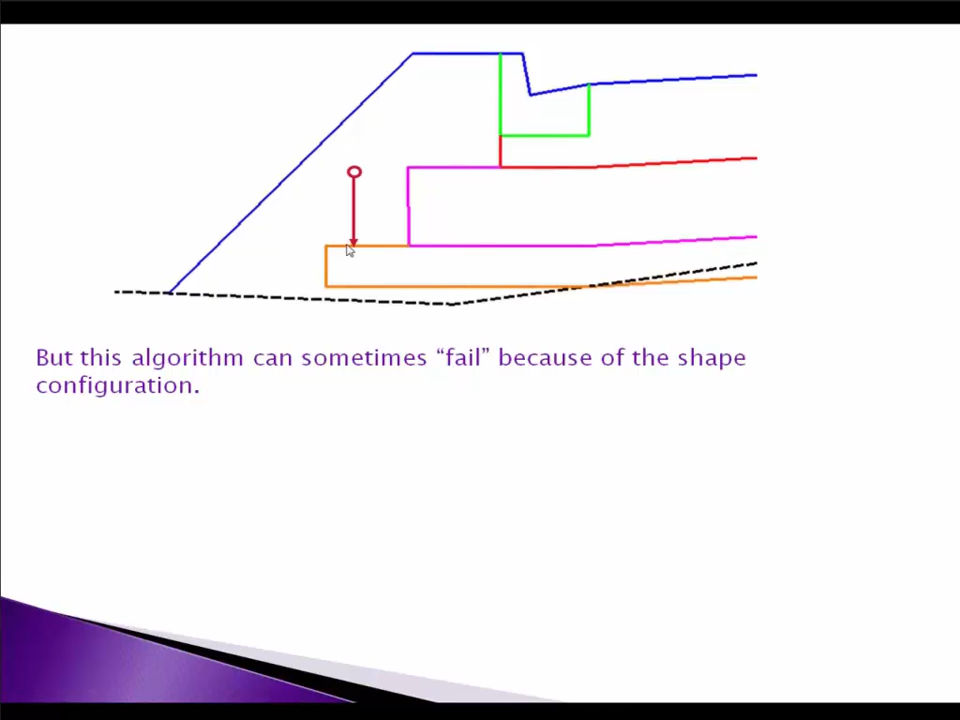 But this algorithm can sometimes “fail” because of the shape
configuration.